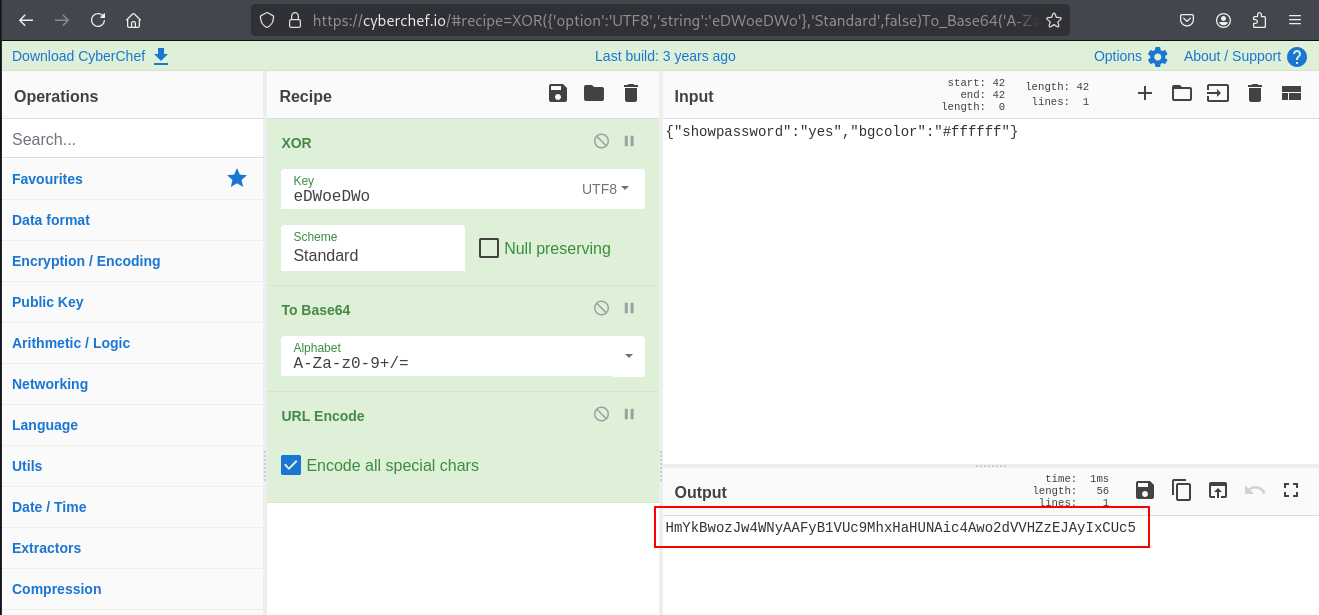 https://cyberchef.io/#recipe=XOR({'option':'UTF8','string':'eDWoeDWo'},'Standard',false)To_Base64('A-Za
Download CyberChef
Last build: 3 years ago
Options
About / Support
Operations
Recipe
start: 42
end: 42
length: 0
length: 42
lines: 1
Input
Search...
Favourites
Data format
Encryption / Encoding
Public Key
Arithmetic / Logic
Networking
Language
Utils
Date / Time
Extractors
Compression
XOR
Key
eDWoeDWo
UTF8
Scheme
Standard
Null preserving
To Base64
Alphabet
A-Za-z0-9+/=
URL Encode
Encode all special chars
{"showpassword":"yes","bgcolor":"#ffffff"}
Output
time: 1ms
length: 56
lines: 1
HmYkBwozJw4WNyAAFyB1VUc9MhxHaHUNAic4Awo2dVVHZzEJAyIxCUc5